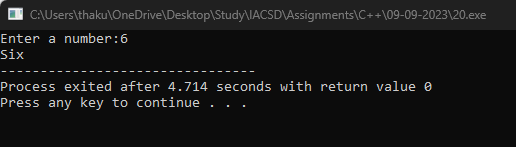 C:\Users\thaku\OneDrive\Desktop\Study\IACSD\Assignments\C++\09-09-2023\20.exe
Enter a number:6
Six
--------------------------------
Process exited after 4.714 seconds with return value 0
Press any key to continue . . .